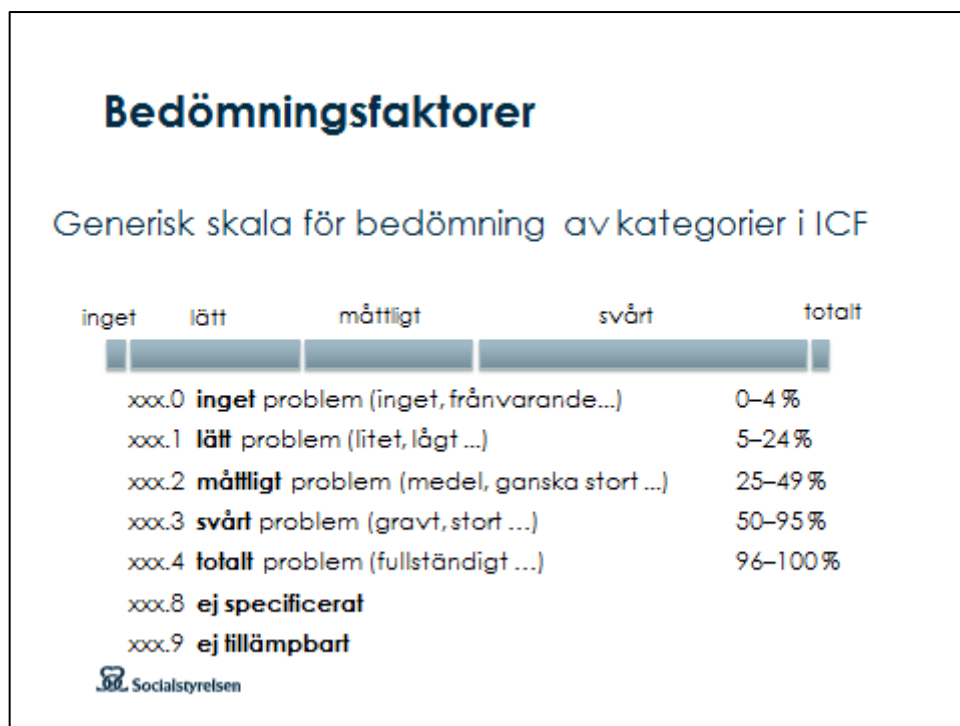 Bedömningsfaktorer
Generisk skala för bedömning av kategorier i ICF
inget lätt måttligt svårt totalt
xxx.0 inget problem (inget, frånvarande...) 0–4 %
xxx.1 lätt problem (litet, lågt ...) 5–24 %
xxx.2 måttligt problem (medel, ganska stort ...) 25–49 %
xxx.3 svårt problem (gravt, stort ...) 50–95 %
xxx.4 totalt problem (fullständigt ...) 96–100 %
xxx.8 ej specificerat
xxx.9 ej tillämpbart
Socialstyrelsen